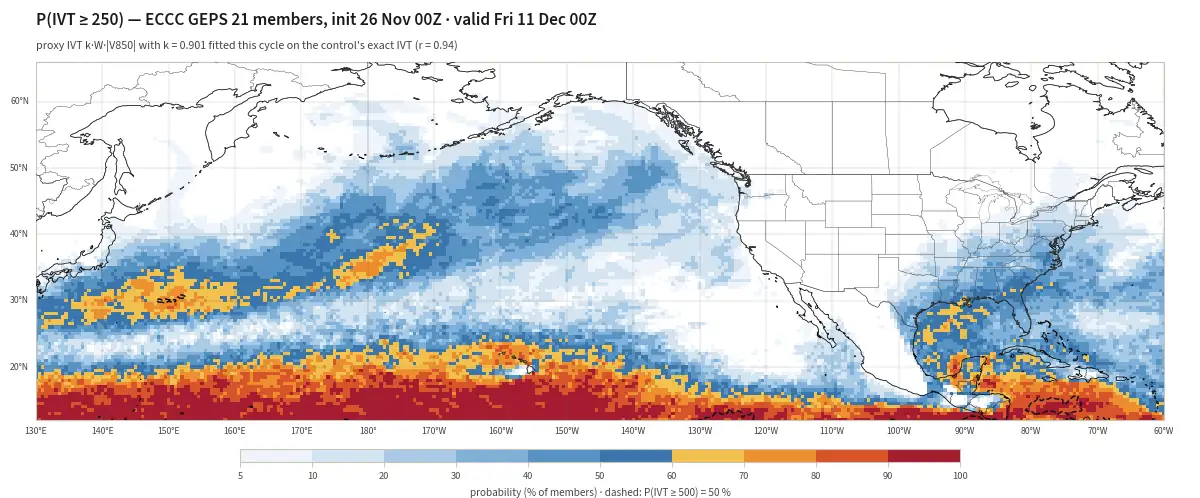 P(IVT ≥ 250) — ECCC GEPS 21 members, init 26 Nov 00Z · valid Fri 11 Dec 00Z
proxy IVT k·W·|V850| with k = 0.901 fitted this cycle on the control's exact IVT (r = 0.94)
60°N
50°N
40°N
30°N
20°N
130°E 140°E 150°E 160°E 170°E 180° 170°W 160°W 150°W 140°W 130°W 120°W 110°W 100°W 90°W 80°W 70°W 60°W
5 10 20 30 40 50 60 70 80 90 100
probability (% of members) · dashed: P(IVT ≥ 500) = 50 %